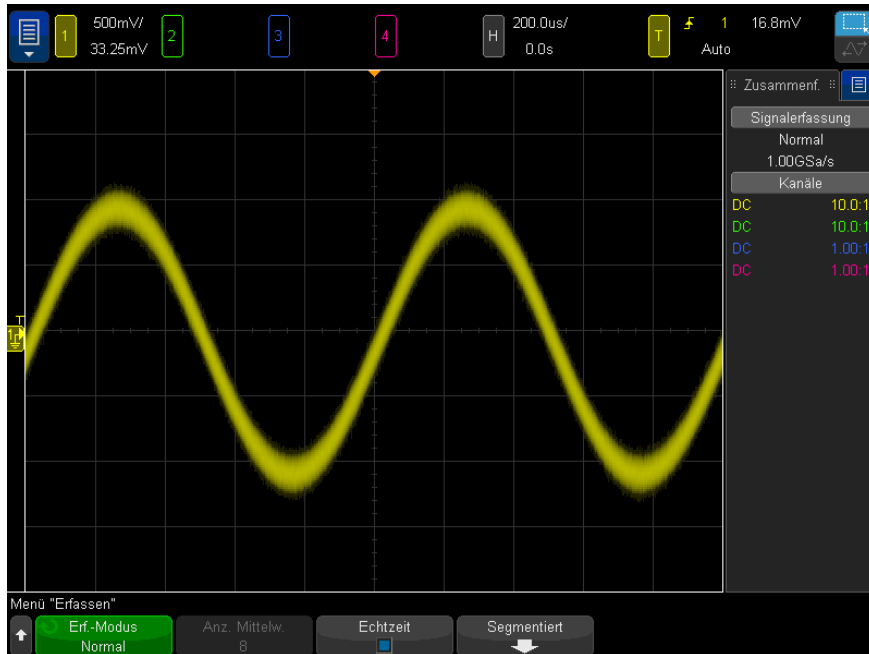 1 500mV/ 2 3 4 H 200.0us/ T 1 16.8mV
33.25mV 0.0s Auto
Zusammenf.
Signalerfassung
Normal
1.00GSa/s
Kanäle
DC 10.0:1
DC 10.0:1
DC 1.00:1
DC 1.00:1
T
1
Menü "Erfassen"
Erf.-Modus Anz. Mittelw. Echtzeit Segmentiert
Normal 8